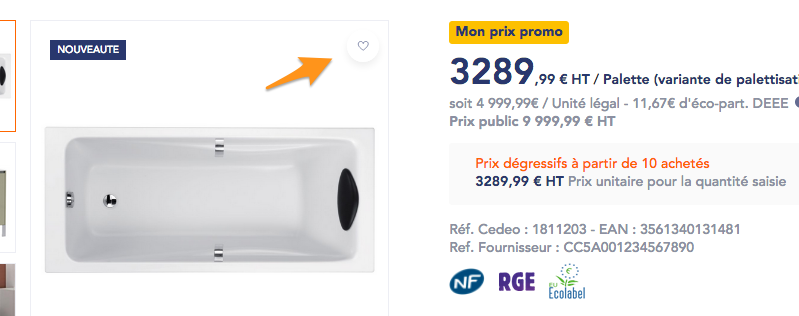 NOUVEAUTE
Mon prix promo
3289,99 € HT / Palette (variante de palettisat
soit 4 999,99€ / Unité légal - 11,67€ d'éco-part. DEEE
Prix public 9 999,99 € HT
Prix dégressifs à partir de 10 achetés
3289,99 € HT Prix unitaire pour la quantité saisie
Réf. Cedeo : 1811203 - EAN : 3561340131481
Ref. Fournisseur : CC5A001234567890
NF RGE EU Ecolabel